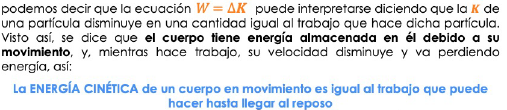 podemos decir que la ecuación W = ΔK puede interpretarse diciendo que la K de
una partícula disminuye en una cantidad igual al trabajo que hace dicha partícula.
Visto así, se dice que el cuerpo tiene energía almacenada en él debido a su
movimiento, y, mientras hace trabajo, su velocidad disminuye y va perdiendo
energía, así:
La ENERGÍA CINÉTICA de un cuerpo en movimiento es igual al trabajo que puede
hacer hasta llegar al reposo